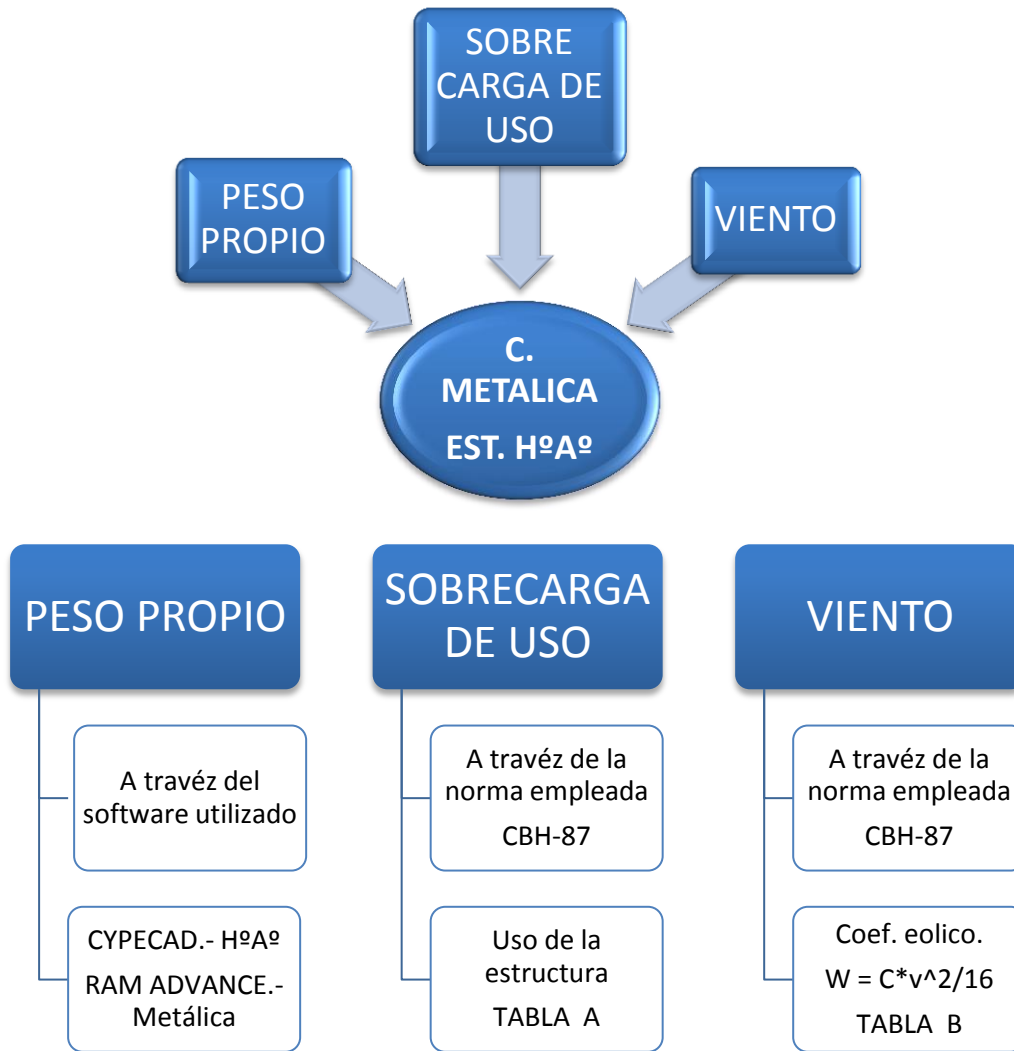 SOBRE
CARGA DE
USO
PESO
PROPIO
VIENTO
C.
METALICA
EST. HºAº
PESO PROPIO
A travéz del
software utilizado
CYPECAD.- HºAº
RAM ADVANCE.-
Metálica
SOBRECARGA
DE USO
A travéz de la
norma empleada
CBH-87
Uso de la
estructura
TABLA A
VIENTO
A travéz de la
norma empleada
CBH-87
Coef. eolico.
W = C*v^2/16
TABLA B